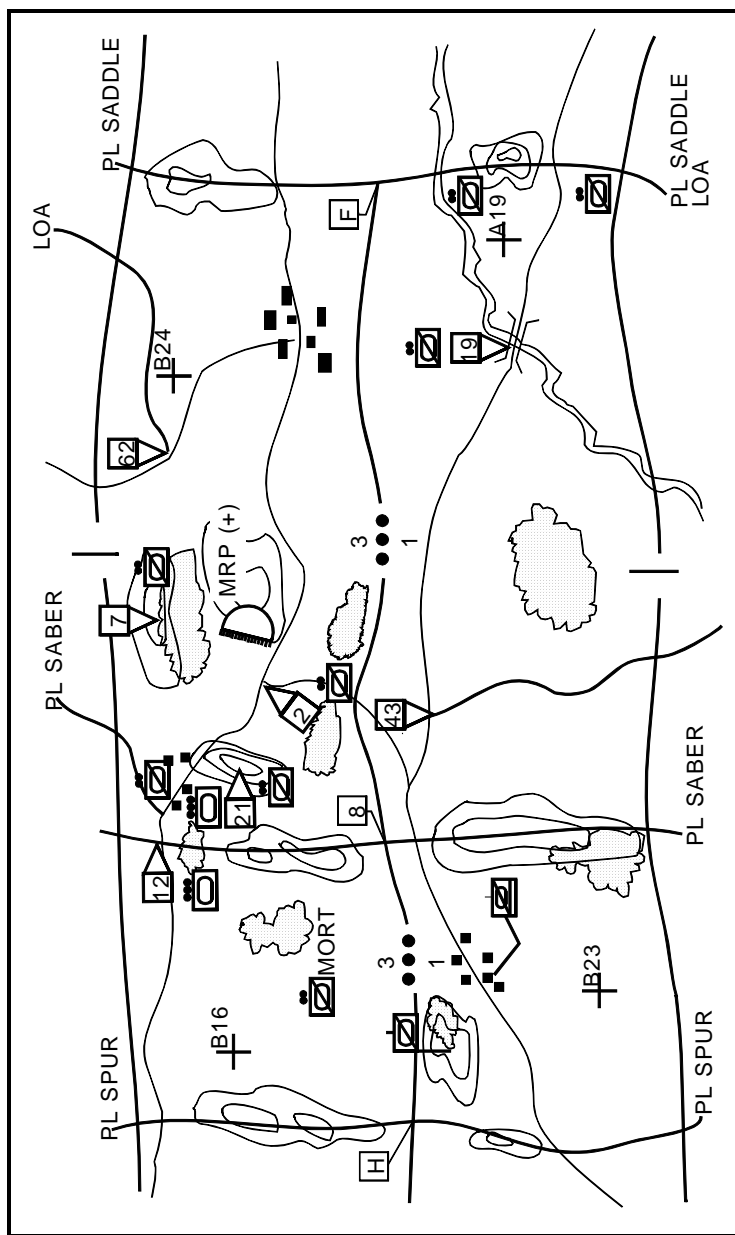 PL SADDLE
LOA
B24
62
F
A19
PL SADDLE
LOA
19
PL SABER
7
MRP (+)
3
1
2
43
21
12
8
PL SABER
MORT
3
1
B23
B16
PL SPUR
H
PL SPUR